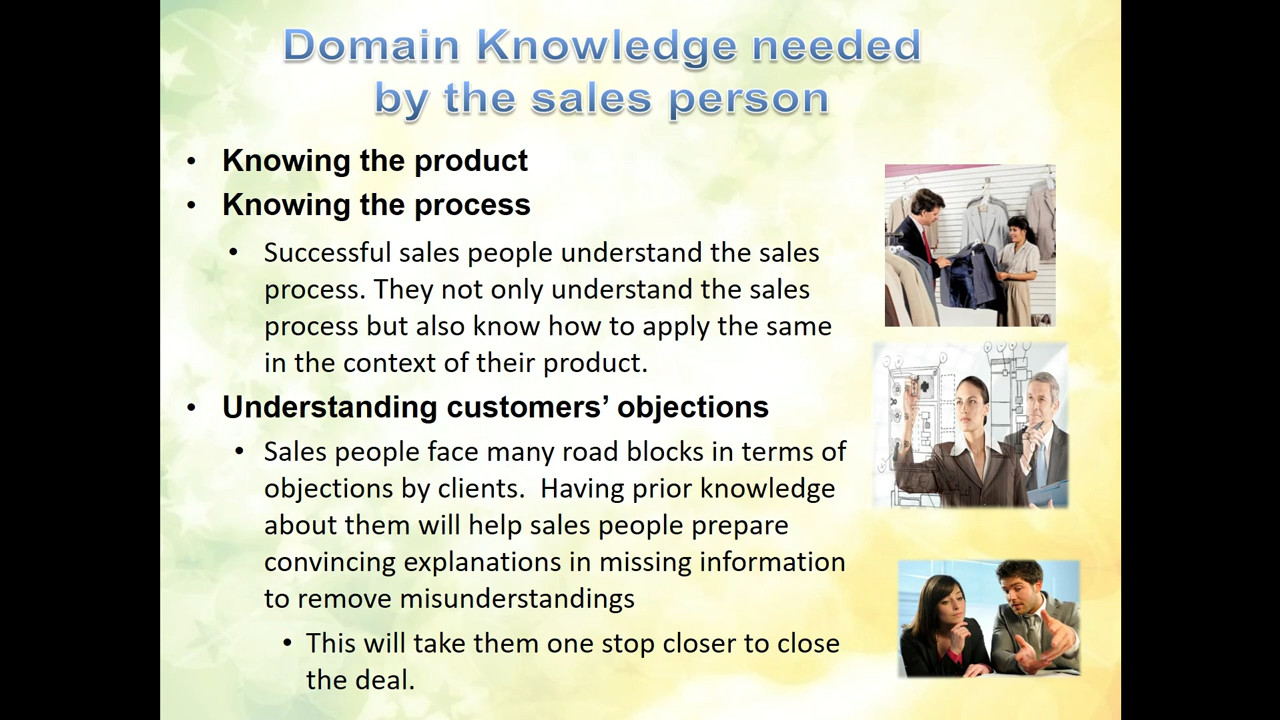 Domain Knowledge needed
by the sales person
• Knowing the product
• Knowing the process
• Successful sales people understand the sales
process. They not only understand the sales
process but also know how to apply the same
in the context of their product.
• Understanding customers’ objections
• Sales people face many road blocks in terms of
objections by clients.  Having prior knowledge
about them will help sales people prepare
convincing explanations in missing information
to remove misunderstandings
• This will take them one stop closer to close
the deal.